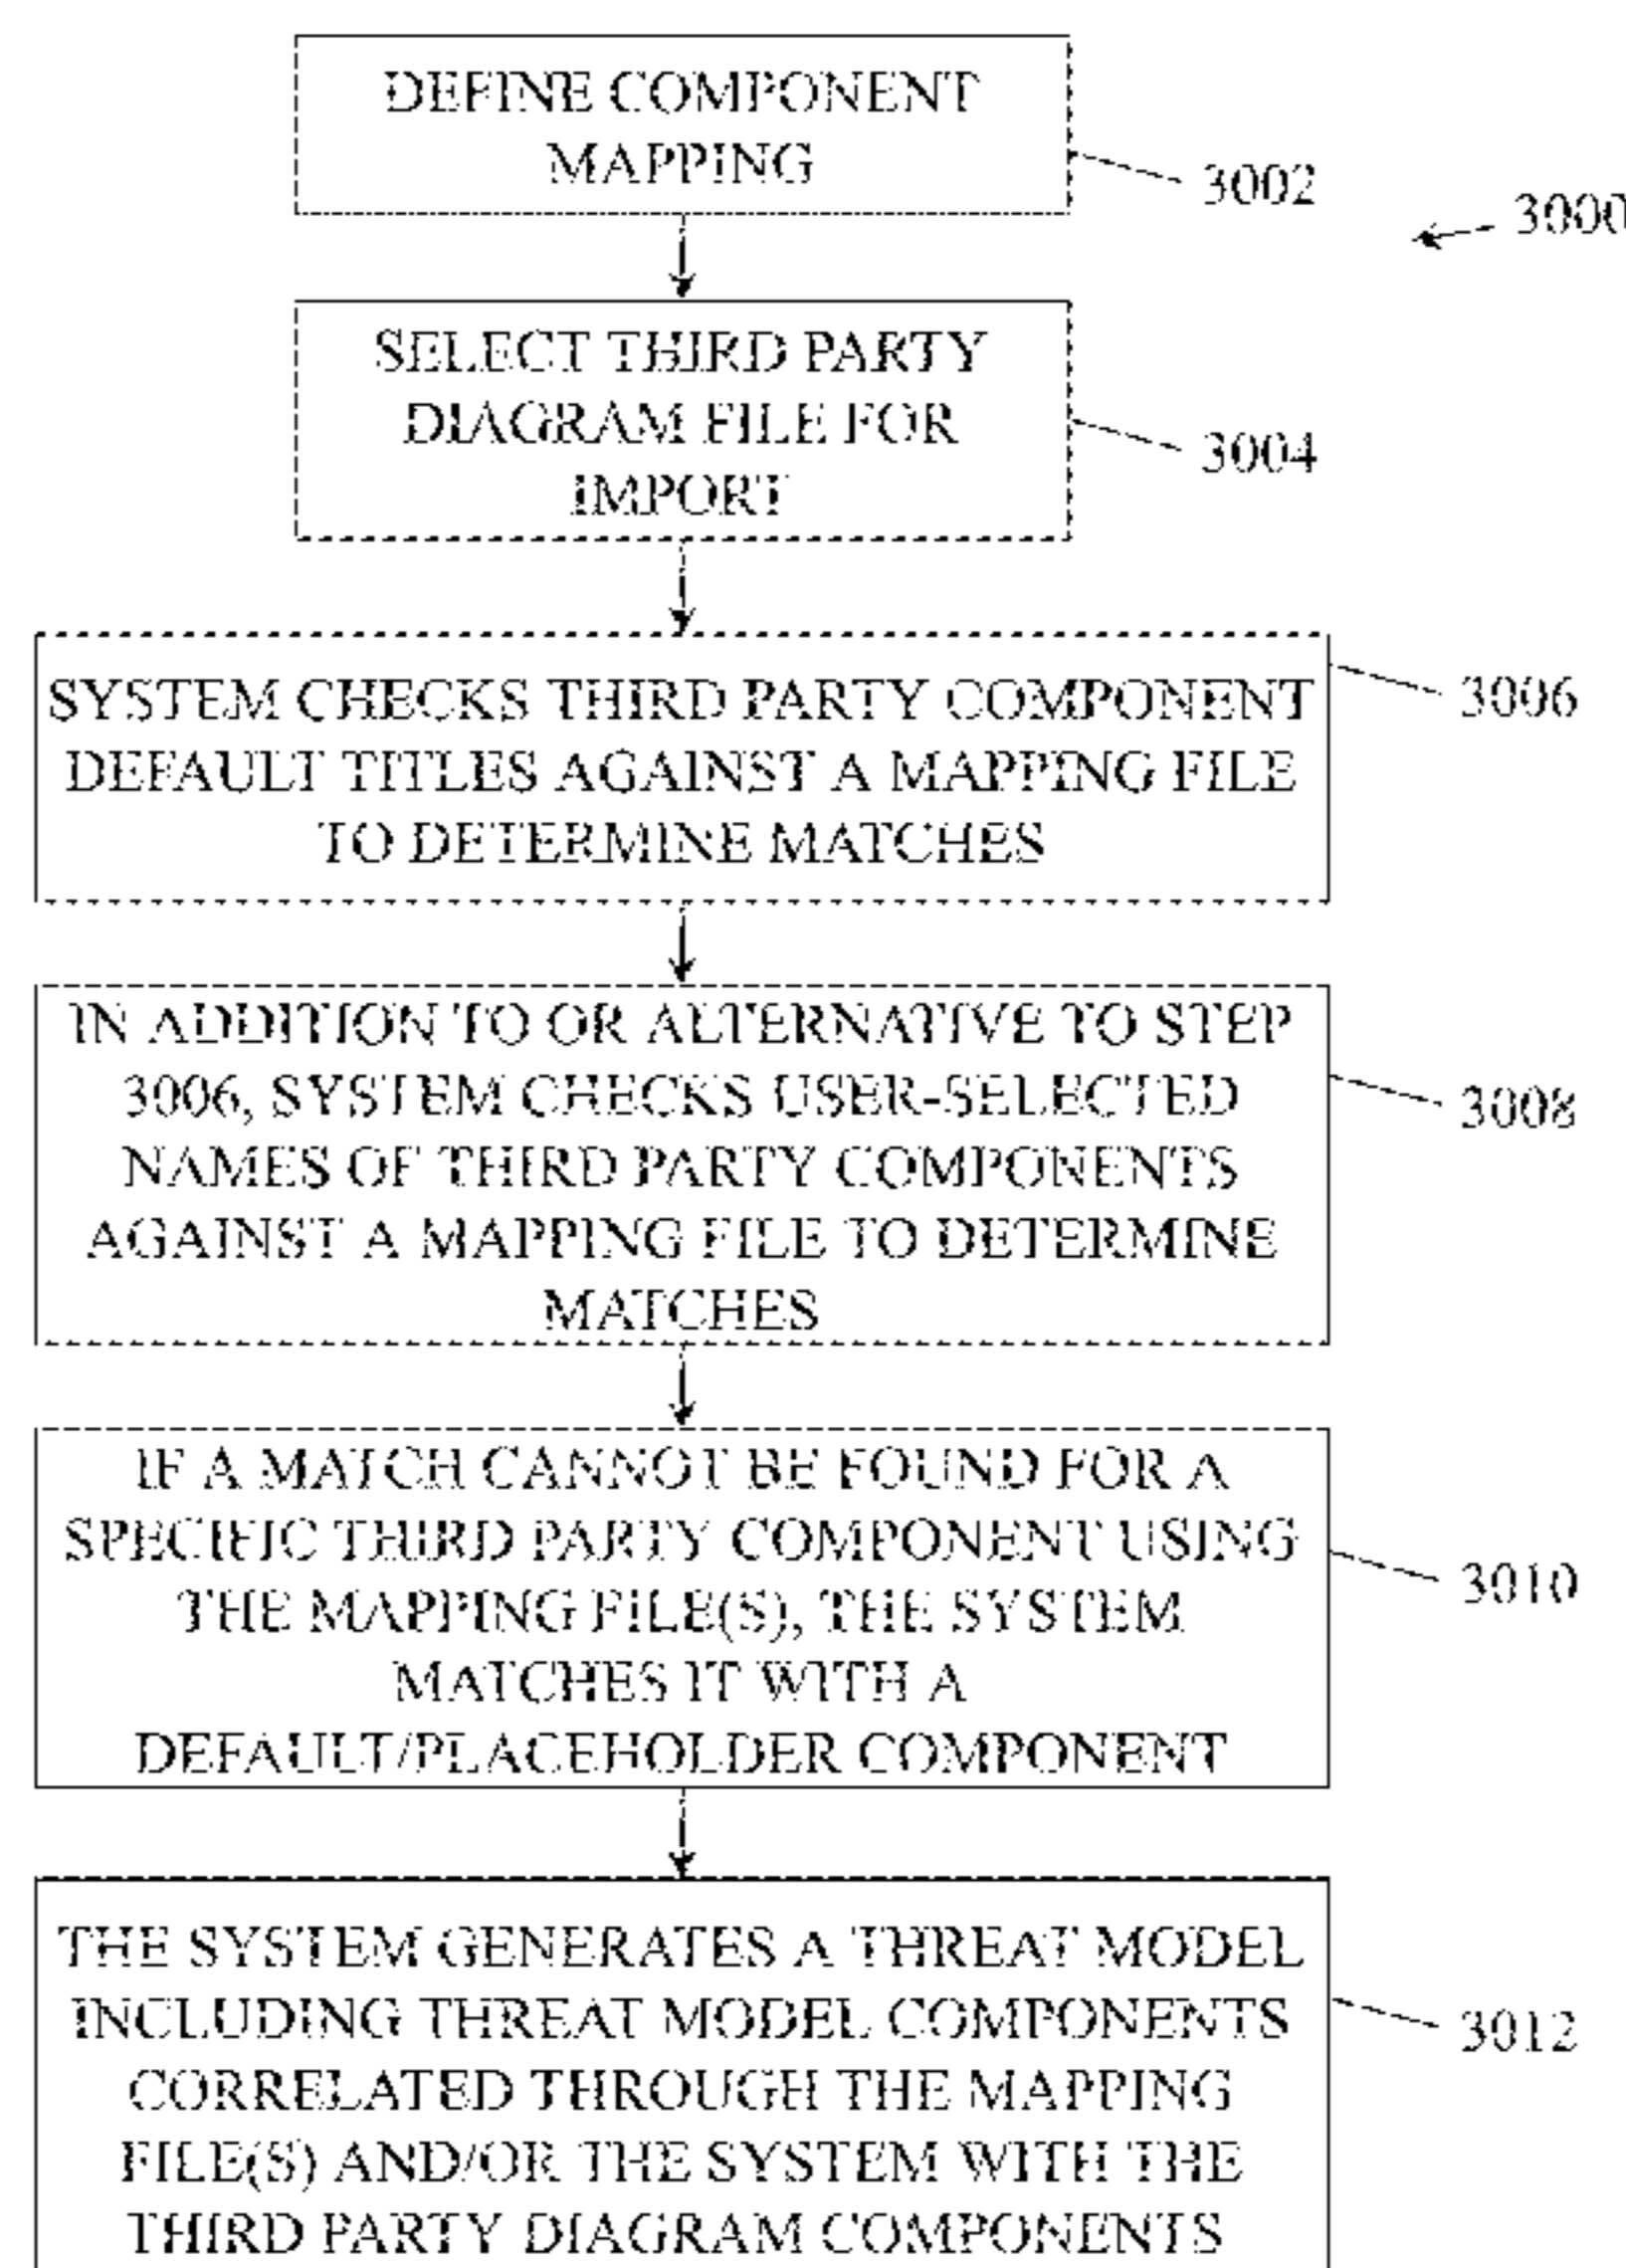 DEFINE COMPONENT
MAPPING
3002
3000
SELECT THIRD PARTY
DIAGRAM FILE FOR
IMPORT
3004
SYSTEM CHECKS THIRD PARTY COMPONENT
DEFAULT TITLES AGAINST A MAPPING FILE
TO DETERMINE MATCHES
3006
IN ADDITION TO OR ALTERNATIVE TO STEP
3006, SYSTEM CHECKS USER-SELECTED
NAMES OF THIRD PARTY COMPONENTS
AGAINST A MAPPING FILE TO DETERMINE
MATCHES
3008
IF A MATCH CANNOT BE FOUND FOR A
SPECIFIC THIRD PARTY COMPONENT USING
THE MAPPING FILE(S), THE SYSTEM
MATCHES IT WITH A
DEFAULT/PLACEHOLDER COMPONENT
3010
THE SYSTEM GENERATES A THREAT MODEL
INCLUDING THREAT MODEL COMPONENTS
CORRELATED THROUGH THE MAPPING
FILE(S) AND/OR THE SYSTEM WITH THE
THIRD PARTY DIAGRAM COMPONENTS
3012